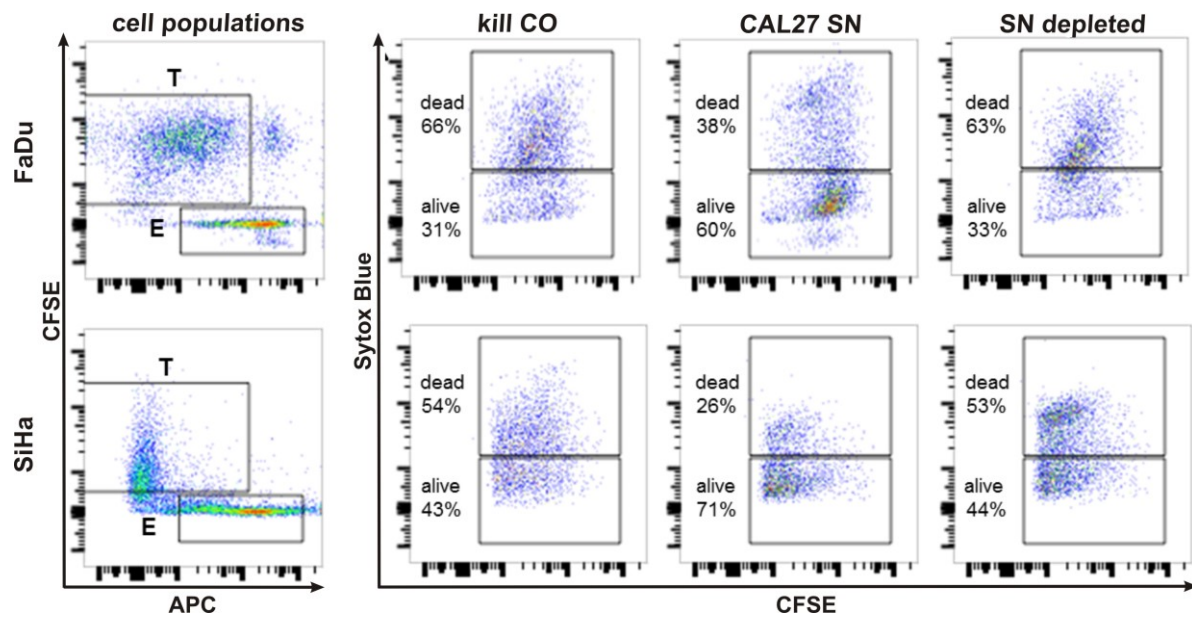 cell populations
kill CO
CAL27 SN
SN depleted
FaDu
CFSE
T
E
Sytox Blue
dead
66%
alive
31%
dead
38%
alive
60%
dead
63%
alive
33%
SiHa
T
E
dead
54%
alive
43%
dead
26%
alive
71%
dead
53%
alive
44%
APC
CFSE